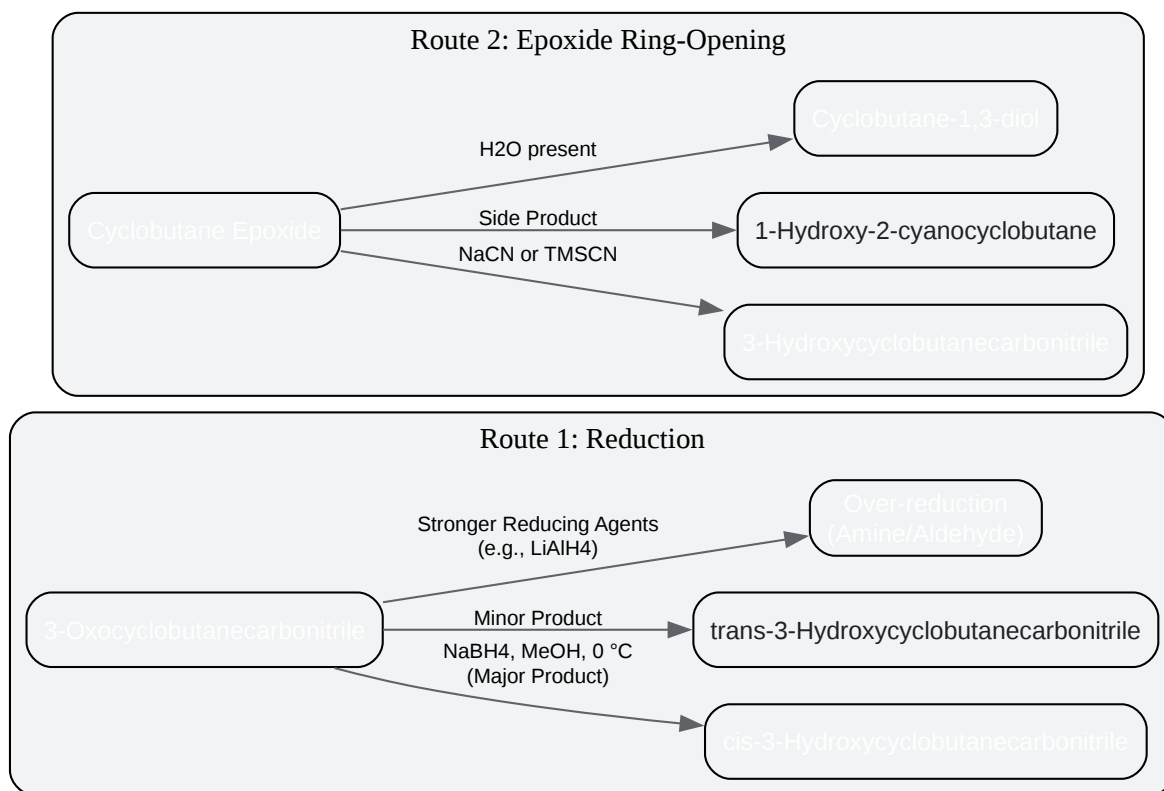 Route 2: Epoxide Ring-Opening
Cyclobutane-1,3-diol
H2O present
Cyclobutane Epoxide
Side Product
1-Hydroxy-2-cyanocyclobutane
NaCN or TMSCN
3-Hydroxycyclobutanecarbonitrile
Route 1: Reduction
Over-reduction
(Amine/Aldehyde)
Stronger Reducing Agents
(e.g., LiAlH4)
3-Oxocyclobutanecarbonitrile
Minor Product
trans-3-Hydroxycyclobutanecarbonitrile
NaBH4, MeOH, 0 °C
(Major Product)
cis-3-Hydroxycyclobutanecarbonitrile